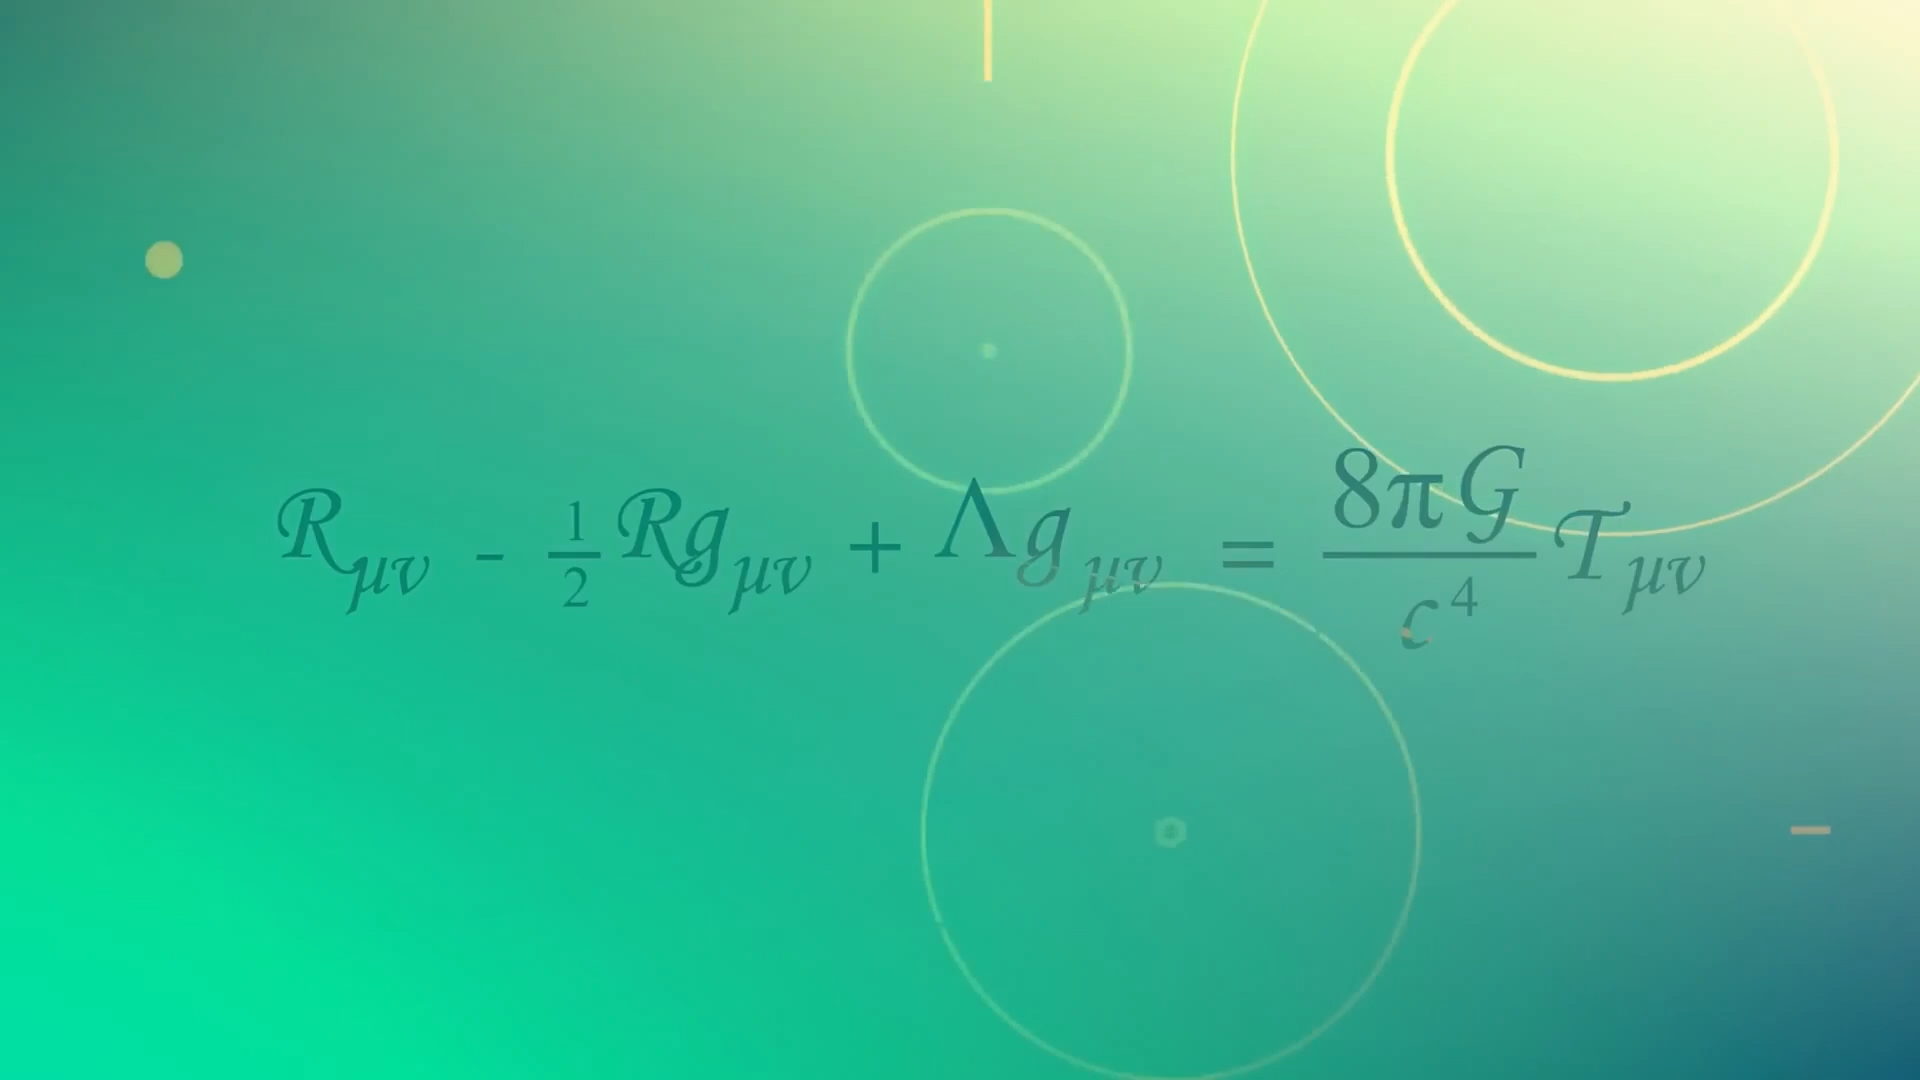 Rμν - ½Rgμν + Λgμν = 8πG/c⁴ Tμν